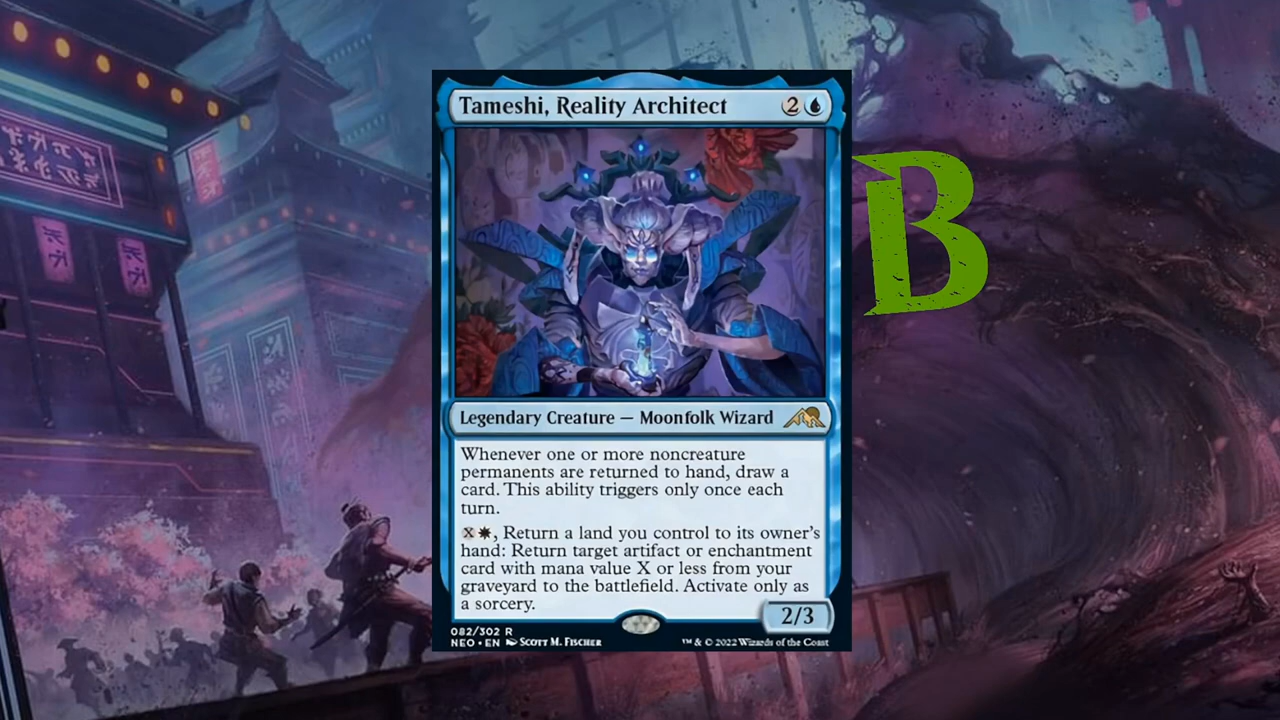 Tameshi, Reality Architect 2
B
Legendary Creature — Moonfolk Wizard
Whenever one or more noncreature
permanents are returned to hand, draw a
card. This ability triggers only once each
turn.
X, Return a land you control to its owner's
hand: Return target artifact or enchantment
card with mana value X or less from your
graveyard to the battlefield. Activate only as
a sorcery.
2/3
082/302 R
NEO • EN Scott M. Fischer ™ & © 2022 Wizards of the Coast